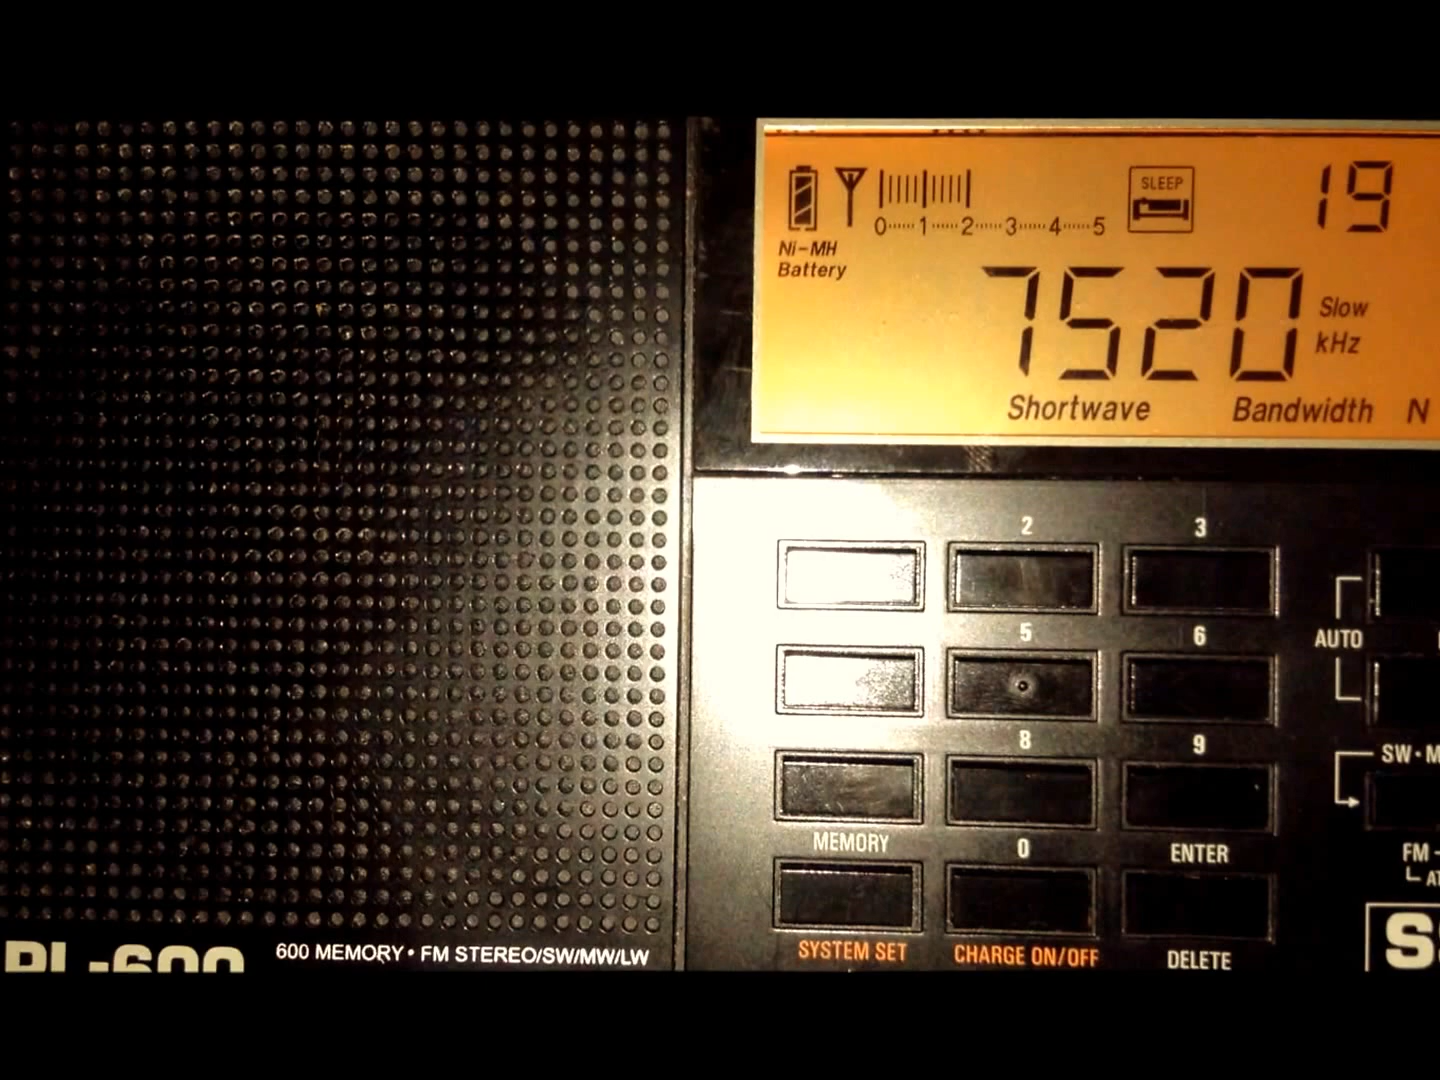 SLEEP
19
0 1 2 3 4 5
Ni-MH
Battery
7520
Slow
kHz
Shortwave Bandwidth N
2 3
5 6
AUTO
8 9
SW·M
MEMORY 0 ENTER
FM-
SYSTEM SET CHARGE ON/OFF DELETE
PL-600 600 MEMORY • FM STEREO/SW/MW/LW